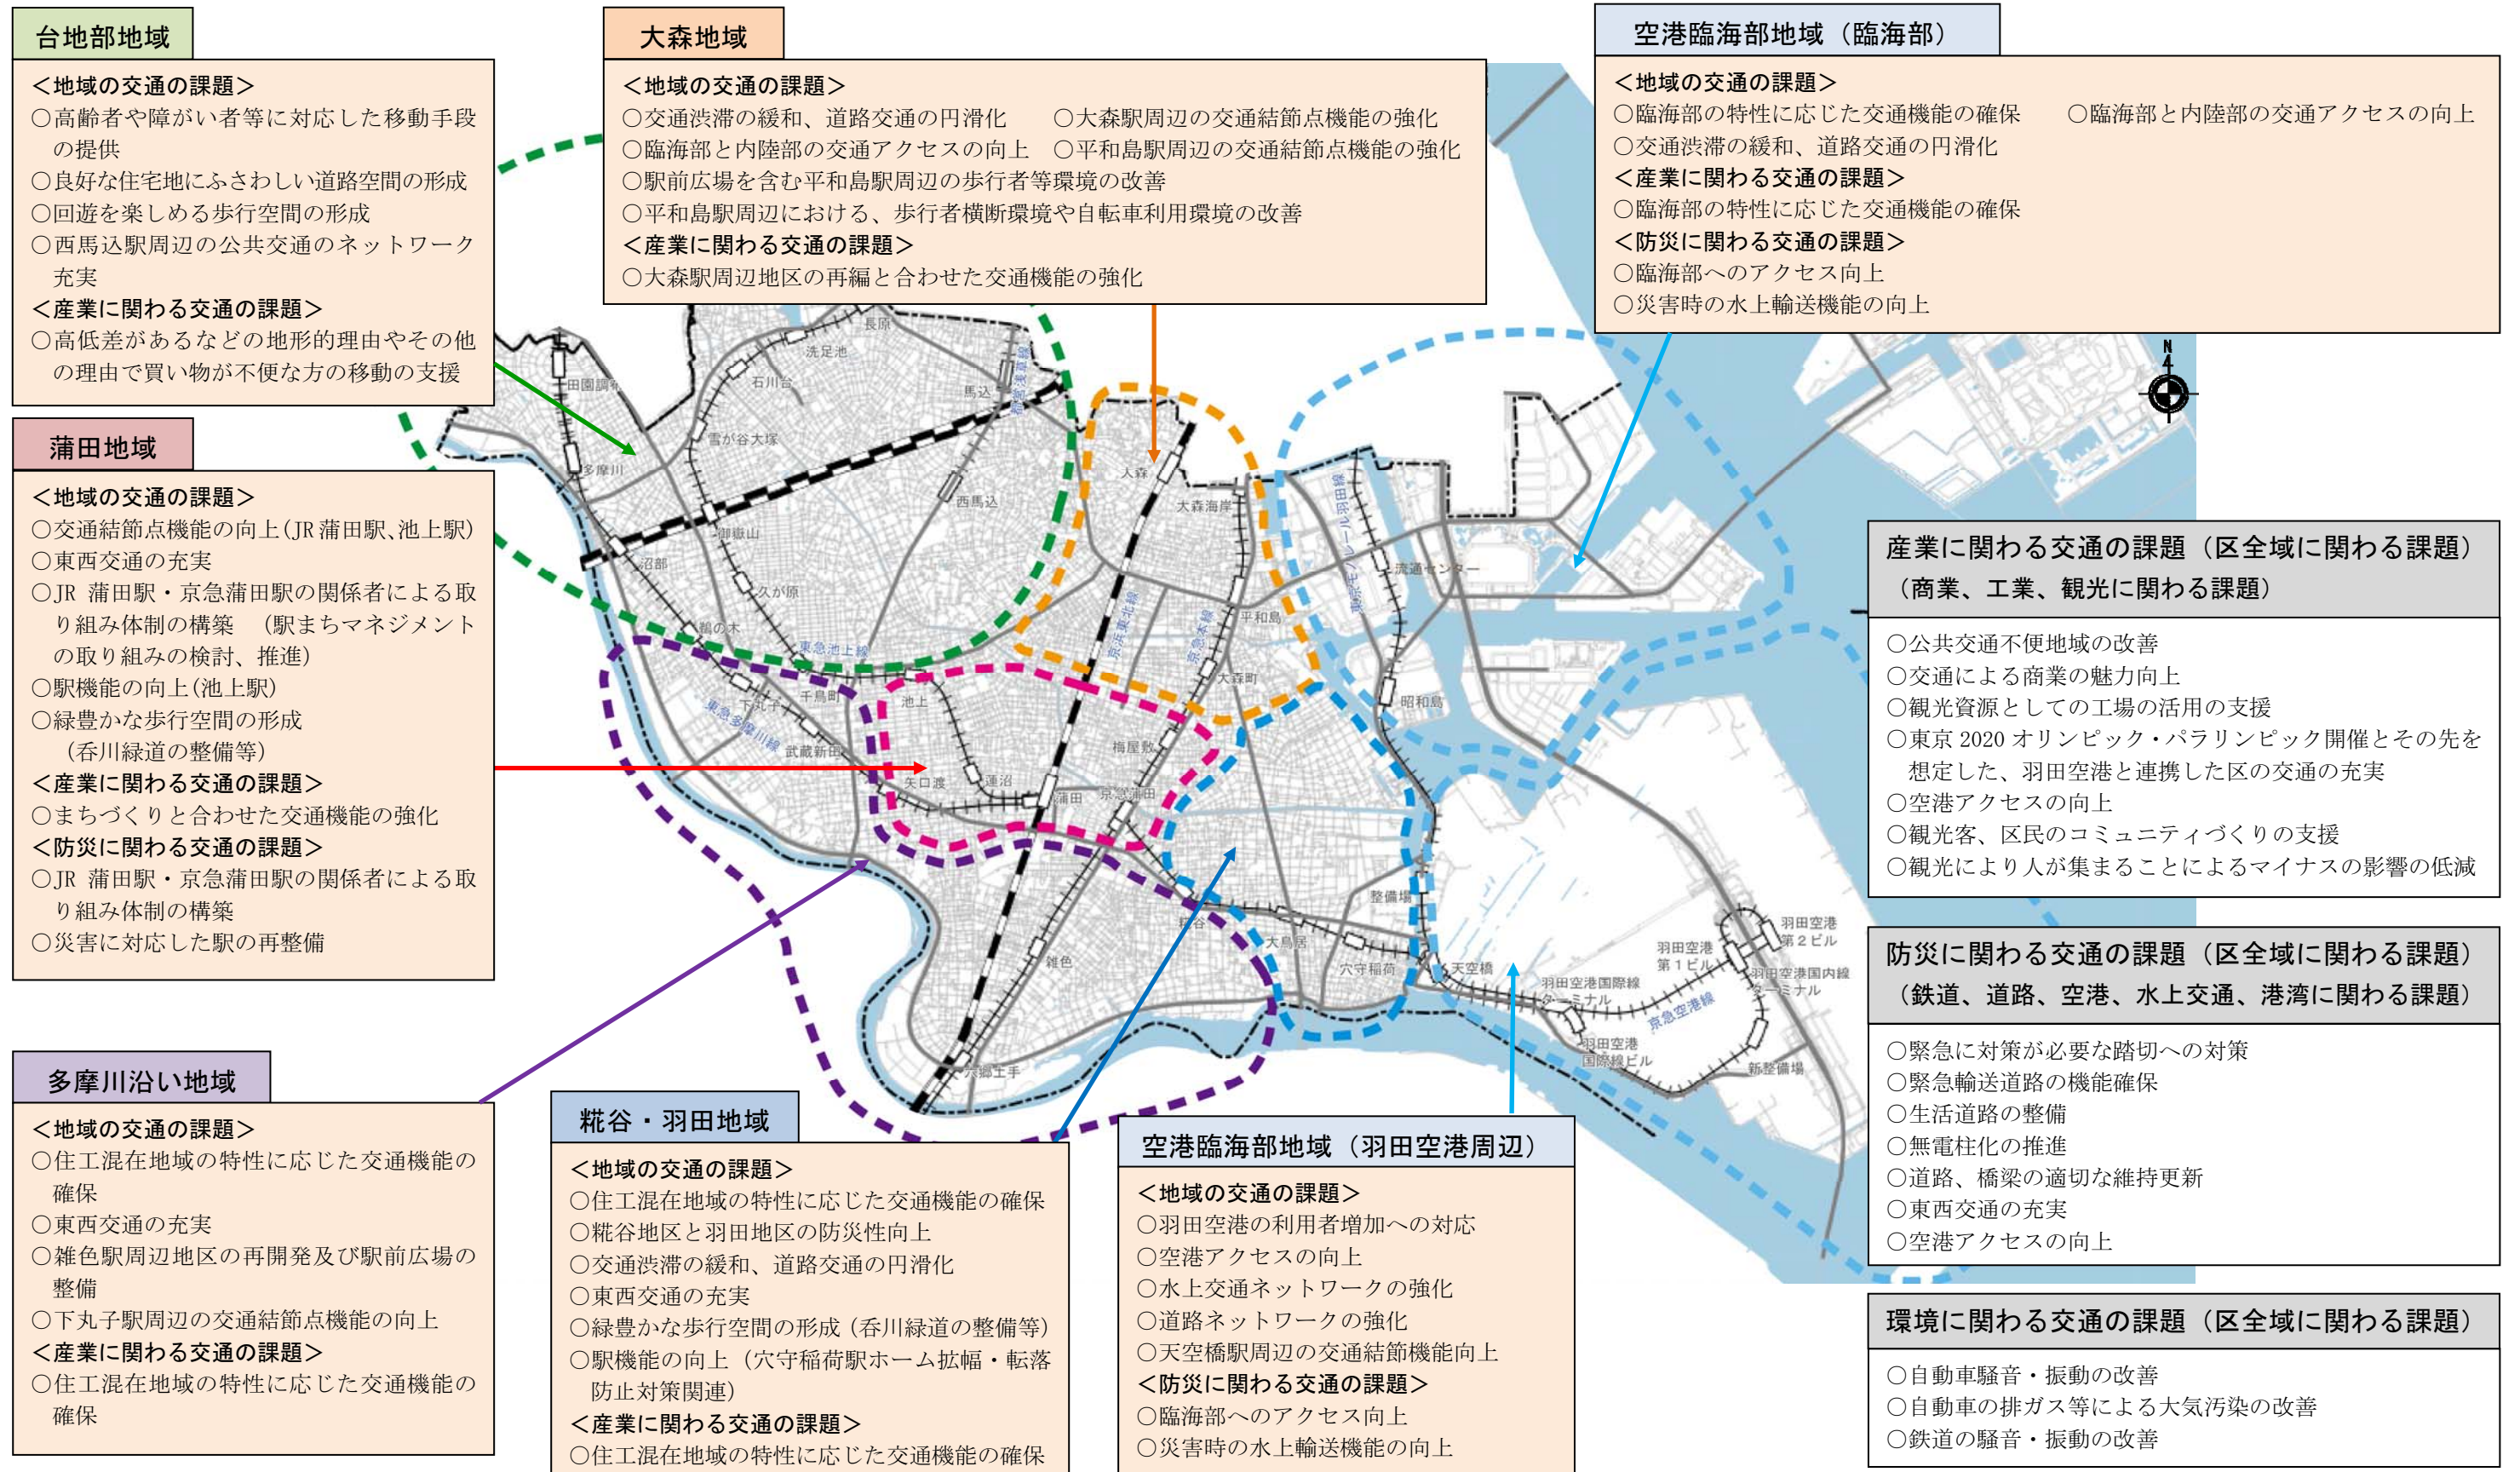 台地部地域
＜地域の交通の課題＞
○高齢者や障がい者等に対応した移動手段
の提供
○良好な住宅地にふさわしい道路空間の形成
○回遊を楽しめる歩行空間の形成
○西馬込駅周辺の公共交通のネットワーク
充実
＜産業に関わる交通の課題＞
○高低差があるなどの地形的理由やその他
の理由で買い物が不便な方の移動の支援
大森地域
＜地域の交通の課題＞
○交通渋滞の緩和、道路交通の円滑化　○大森駅周辺の交通結節点機能の強化
○臨海部と内陸部の交通アクセスの向上　○平和島駅周辺の交通結節点機能の強化
○駅前広場を含む平和島駅周辺の歩行者等環境の改善
○平和島駅周辺における、歩行者横断環境や自転車利用環境の改善
＜産業に関わる交通の課題＞
○大森駅周辺地区の再編と合わせた交通機能の強化
空港臨海部地域（臨海部）
＜地域の交通の課題＞
○臨海部の特性に応じた交通機能の確保　○臨海部と内陸部の交通アクセスの向上
○交通渋滞の緩和、道路交通の円滑化
＜産業に関わる交通の課題＞
○臨海部の特性に応じた交通機能の確保
＜防災に関わる交通の課題＞
○臨海部へのアクセス向上
○災害時の水上輸送機能の向上
蒲田地域
＜地域の交通の課題＞
○交通結節点機能の向上（JR蒲田駅、池上駅）
○東西交通の充実
○JR 蒲田駅・京急蒲田駅の関係者による取
り組み体制の構築　（駅まちマネジメント
の取り組みの検討、推進）
○駅機能の向上（池上駅）
○緑豊かな歩行空間の形成
（呑川緑道の整備等）
＜産業に関わる交通の課題＞
○まちづくりと合わせた交通機能の強化
＜防災に関わる交通の課題＞
○JR 蒲田駅・京急蒲田駅の関係者による取
り組み体制の構築
○災害に対応した駅の再整備
多摩川沿い地域
＜地域の交通の課題＞
○住工混在地域の特性に応じた交通機能の
確保
○東西交通の充実
○雑色駅周辺地区の再開発及び駅前広場の
整備
○下丸子駅周辺の交通結節点機能の向上
＜産業に関わる交通の課題＞
○住工混在地域の特性に応じた交通機能の
確保
糀谷・羽田地域
＜地域の交通の課題＞
○住工混在地域の特性に応じた交通機能の確保
○糀谷地区と羽田地区の防災性向上
○交通渋滞の緩和、道路交通の円滑化
○東西交通の充実
○緑豊かな歩行空間の形成（呑川緑道の整備等）
○駅機能の向上（穴守稲荷駅ホーム拡幅・転落
防止対策関連）
＜産業に関わる交通の課題＞
○住工混在地域の特性に応じた交通機能の確保
空港臨海部地域（羽田空港周辺）
＜地域の交通の課題＞
○羽田空港の利用者増加への対応
○空港アクセスの向上
○水上交通ネットワークの強化
○道路ネットワークの強化
○天空橋駅周辺の交通結節機能向上
＜防災に関わる交通の課題＞
○臨海部へのアクセス向上
○災害時の水上輸送機能の向上
産業に関わる交通の課題（区全域に関わる課題）
（商業、工業、観光に関わる課題）
○公共交通不便地域の改善
○交通による商業の魅力向上
○観光資源としての工場の活用の支援
○東京 2020 オリンピック・パラリンピック開催とその先を
想定した、羽田空港と連携した区の交通の充実
○空港アクセスの向上
○観光客、区民のコミュニティづくりの支援
○観光により人が集まることによるマイナスの影響の低減
防災に関わる交通の課題（区全域に関わる課題）
（鉄道、道路、空港、水上交通、港湾に関わる課題）
○緊急に対策が必要な踏切への対策
○緊急輸送道路の機能確保
○生活道路の整備
○無電柱化の推進
○道路、橋梁の適切な維持更新
○東西交通の充実
○空港アクセスの向上
環境に関わる交通の課題（区全域に関わる課題）
○自動車騒音・振動の改善
○自動車の排ガス等による大気汚染の改善
○鉄道の騒音・振動の改善
N
長原
洗足池
石川台
田園調布
馬込
都営浅草線
雪が谷大塚
多摩川
西馬込
御嶽山
沼部
久が原
鵜の木
東急池上線
千鳥町
下丸子
東急多摩川線
武蔵新田
池上
矢口渡
蓮沼
蒲田
京急蒲田
梅屋敷
大森
大森海岸
京浜東北線
京急本線
平和島
大森町
東京モノレール羽田線
流通センター
昭和島
整備場
糀谷
大鳥居
穴守稲荷
天空橋
雑色
六郷土手
羽田空港国際線
ターミナル
羽田空港
国際線ビル
京急空港線
羽田空港
第１ビル
羽田空港
第２ビル
羽田空港国内線
ターミナル
新整備場